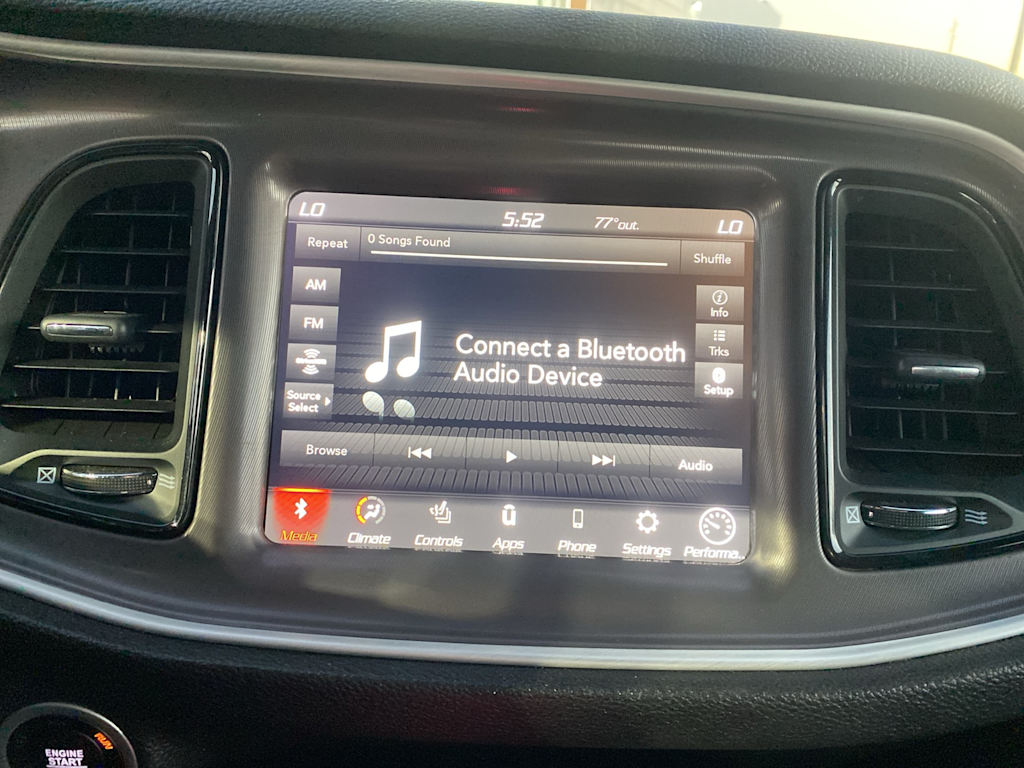 LO
5:52
77°out.
LO
Repeat
0 Songs Found
Shuffle
AM
FM
Source
Select
Connect a Bluetooth
Audio Device
Info
Trks
Setup
Browse
Audio
Media
Climate
Controls
Apps
Phone
Settings
Performa..
ENGINE
START
RUN